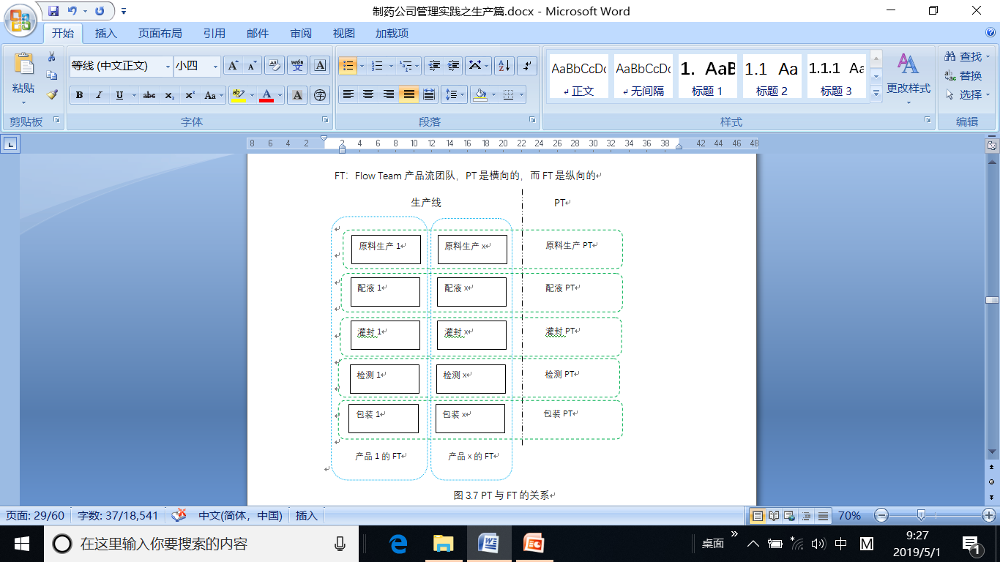 制药公司管理实践之生产篇.docx - Microsoft Word
开始 插入 页面布局 引用 邮件 审阅 视图 加载项
等线 (中文正文) 小四
AaBbCcDc AaBbCcDc 1. AaB 1.1 Aa 1.1.1 Aa
粘贴
正文 无间隔 标题 1 标题 2 标题 3
更改样式
查找
替换
选择
剪贴板 字体 段落 样式 编辑
8 6 4 2 2 4 6 8 10 12 14 16 18 20 22 24 26 28 30 32 34 36 38 42 44 46 48
FT：Flow Team 产品流团队，PT 是横向的，而 FT 是纵向的
生产线 PT
原料生产 1 原料生产 x 原料生产 PT
配液 1 配液 x 配液 PT
灌封 1 灌封 x 灌封 PT
检测 1 检测 x 检测 PT
包装 1 包装 x 包装 PT
产品 1 的 FT 产品 x 的 FT
图 3.7 PT 与 FT 的关系
页面: 29/60 字数: 37/18,541 中文(简体，中国) 插入 70%
在这里输入你要搜索的内容
桌面 中 M
9:27
2019/5/1
1